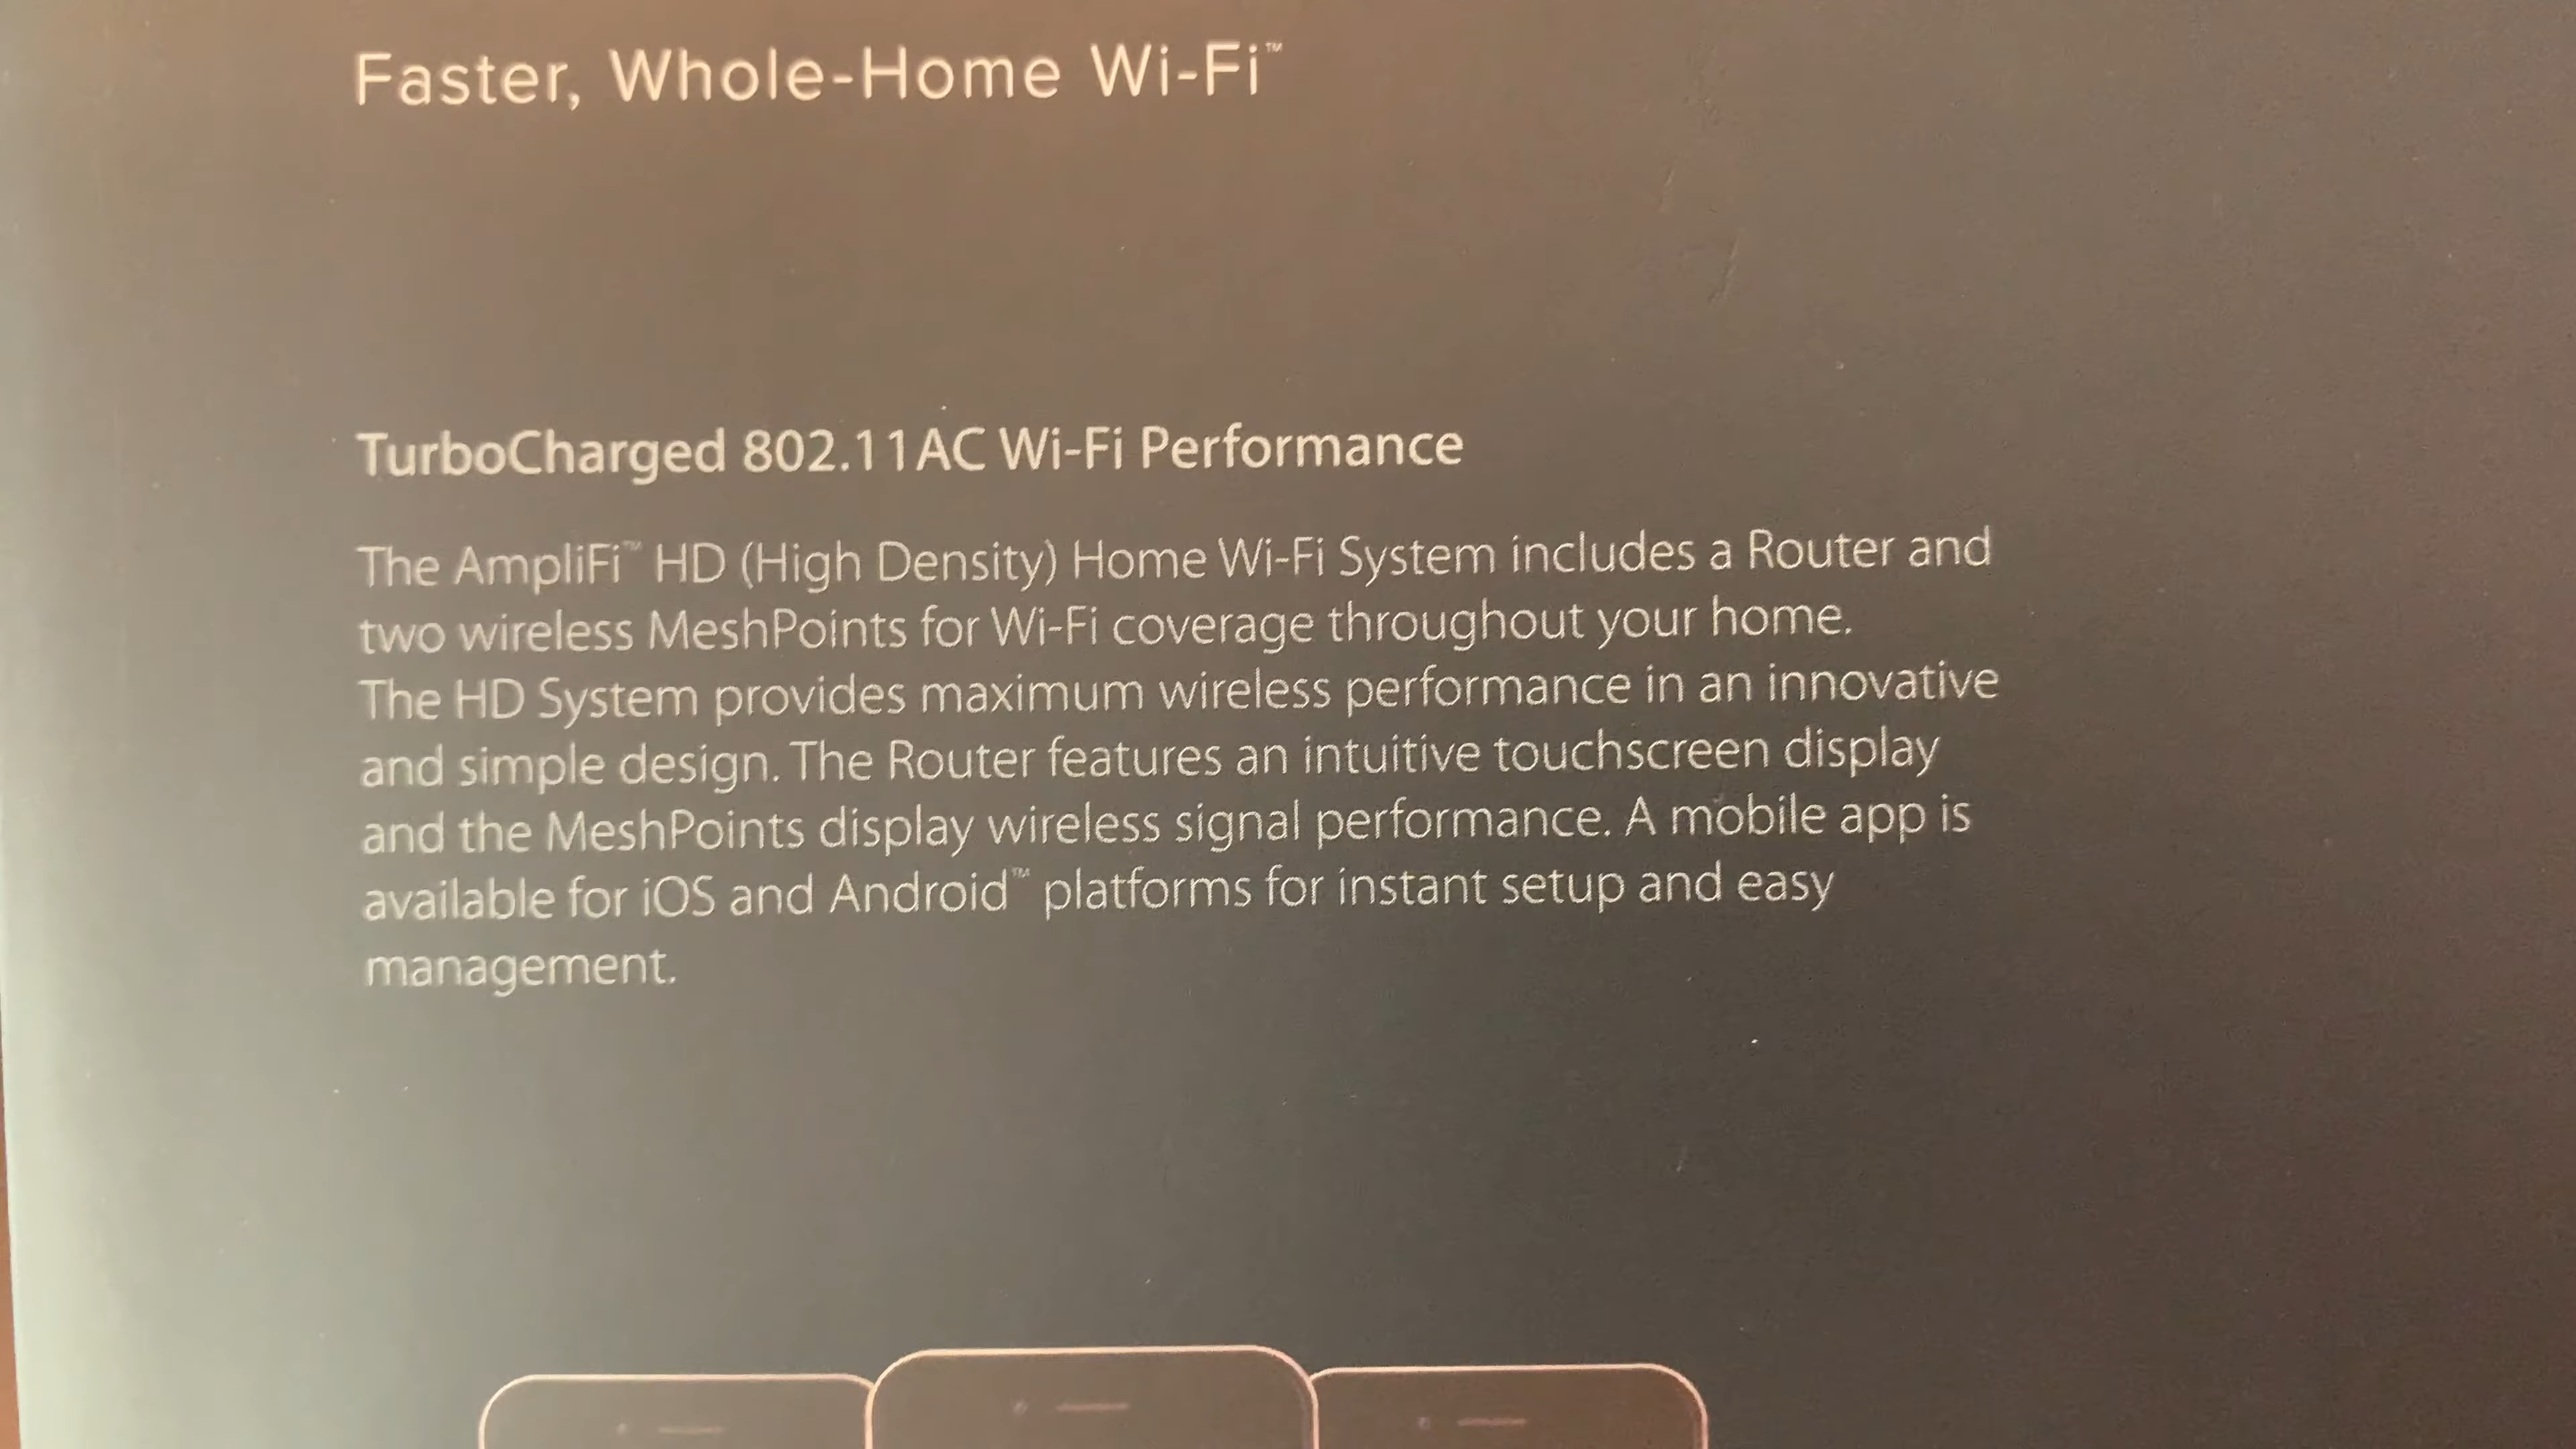 Faster, Whole-Home Wi-Fi™
TurboCharged 802.11AC Wi-Fi Performance
The AmpliFi™ HD (High Density) Home Wi-Fi System includes a Router and
two wireless MeshPoints for Wi-Fi coverage throughout your home.
The HD System provides maximum wireless performance in an innovative
and simple design. The Router features an intuitive touchscreen display
and the MeshPoints display wireless signal performance. A mobile app is
available for iOS and Android™ platforms for instant setup and easy
management.